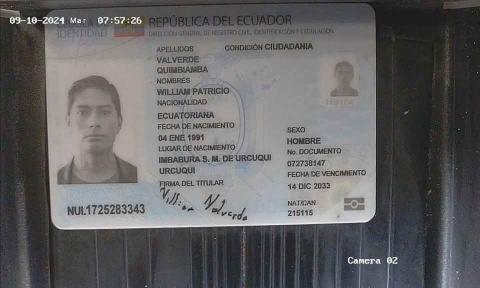 09-10-2024 Mar 07:57:26
REPÚBLICA DEL ECUADOR
IDENTIDAD
DIRECCIÓN GENERAL DE REGISTRO CIVIL, IDENTIFICACIÓN Y CEDULACIÓN
APELLIDOS CONDICIÓN CIUDADANIA
VALVERDE
QUIMBIAMBA
NOMBRES
WILLIAM PATRICIO
NACIONALIDAD
ECUATORIANA
FECHA DE NACIMIENTO
04 ENE 1991
LUGAR DE NACIMIENTO
IMBABURA S. M. DE URCUQUI
URCUQUI
FIRMA DEL TITULAR
SEXO
HOMBRE
No. DOCUMENTO
072738147
FECHA DE VENCIMIENTO
14 DIC 2033
NAT/CAN
215115
NUI.1725283343
William Valverde
Camera 02